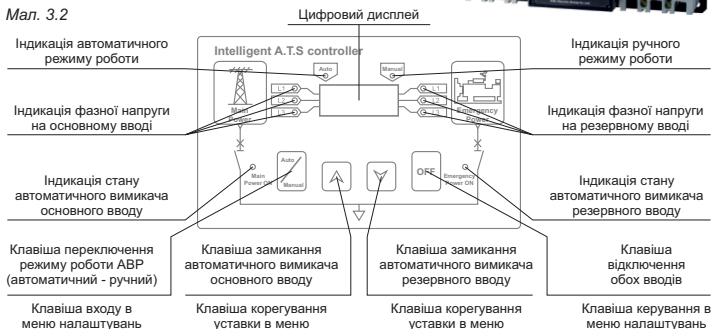 Мал. 3.2
Цифровий дисплей
Індикація автоматичного
режиму роботи
Індикація ручного
режиму роботи
Intelligent A.T.S controller
Auto
Manual
L1
L2
L3
L1
L2
L3
Main
Power
Emergency
Power
Індикація фазної напруги
на основному вводі
Індикація фазної напруги
на резервному вводі
Main
Power ON
Auto
Manual
OFF
Emergency
Power ON
Індикація стану
автоматичного вимикача
основного вводу
Індикація стану
автоматичного вимикача
резервного вводу
Клавіша переключення
режиму роботи АВР
(автоматичний - ручний)
Клавіша замикання
автоматичного вимикача
основного вводу
Клавіша замикання
автоматичного вимикача
резервного вводу
Клавіша
відключення
обох вводів
Клавіша входу в
меню налаштувань
Клавіша корегування
уставки в меню
Клавіша корегування
уставки в меню
Клавіша керування в
меню налаштувань